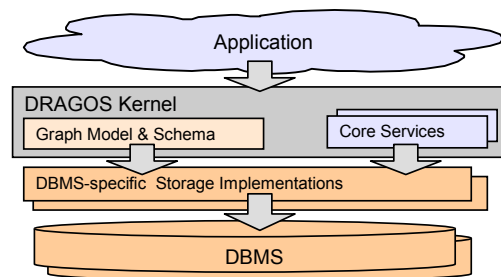 Application
DRAGOS Kernel
Graph Model & Schema
Core Services
DBMS-specific Storage Implementations
DBMS